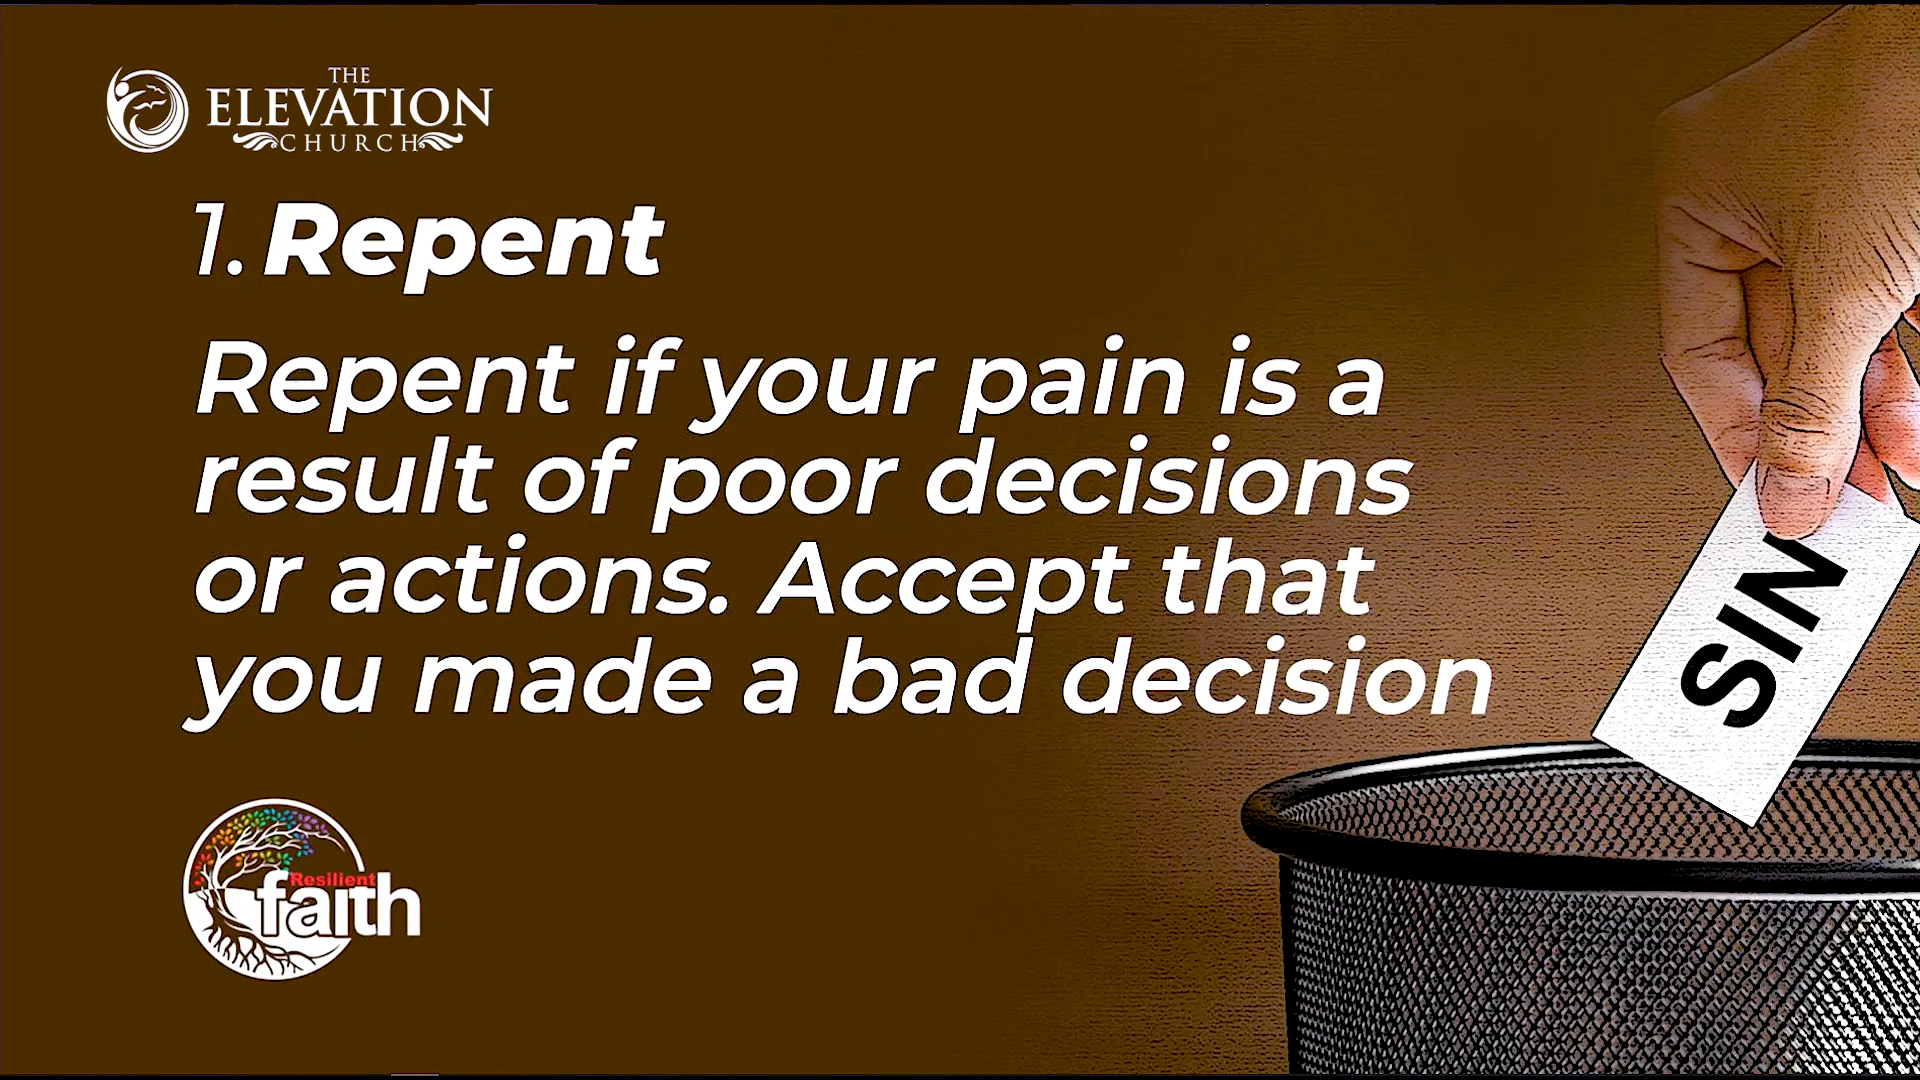 THE
ELEVATION
CHURCH
1. Repent
Repent if your pain is a
result of poor decisions
or actions. Accept that
you made a bad decision
SIN
Resilient
faith